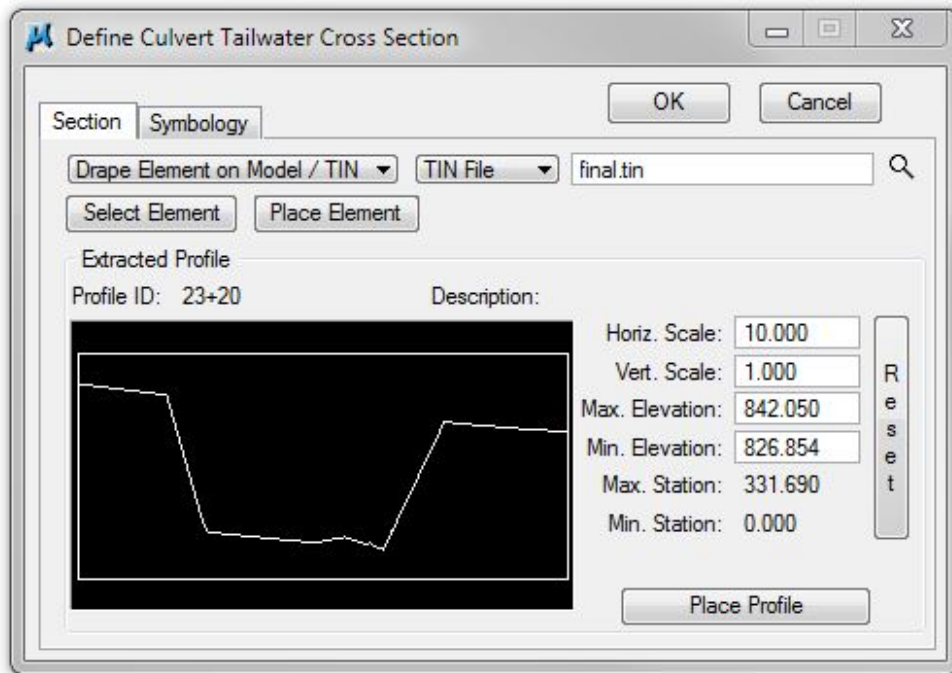 Define Culvert Tailwater Cross Section
OK Cancel
Section Symbology
Drape Element on Model / TIN TIN File final.tin
Select Element Place Element
Extracted Profile
Profile ID: 23+20 Description:
Horiz. Scale: 10.000
Vert. Scale: 1.000
Max. Elevation: 842.050
Min. Elevation: 826.854
Max. Station: 331.690
Min. Station: 0.000
Reset
Place Profile